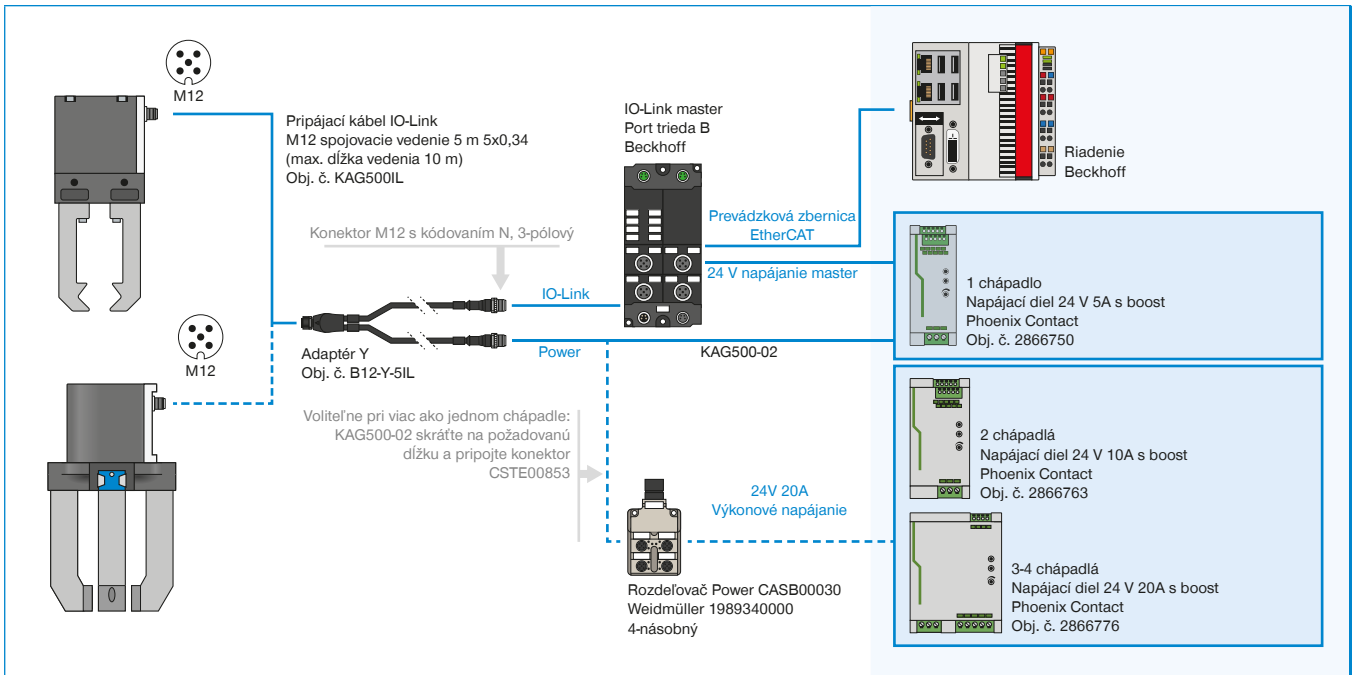 M12
Pripájací kábel IO-Link
M12 spojovacie vedenie 5 m 5x0,34
(max. dĺžka vedenia 10 m)
Obj. č. KAG500IL
IO-Link master
Port trieda B
Beckhoff
Riadenie
Beckhoff
Prevádzková zbernica
EtherCAT
Konektor M12 s kódovaním N, 3-pólový
24 V napájanie master
IO-Link
1 chápadlo
Napájací diel 24 V 5A s boost
Phoenix Contact
Obj. č. 2866750
M12
Adaptér Y
Obj. č. B12-Y-5IL
Power
KAG500-02
Voliteľne pri viac ako jednom chápadle:
KAG500-02 skráťte na požadovanú
dĺžku a pripojte konektor
CSTE00853
2 chápadlá
Napájací diel 24 V 10A s boost
Phoenix Contact
Obj. č. 2866763
24V 20A
Výkonové napájanie
3-4 chápadlá
Napájací diel 24 V 20A s boost
Phoenix Contact
Obj. č. 2866776
Rozdeľovač Power CASB00030
Weidmüller 1989340000
4-násobný